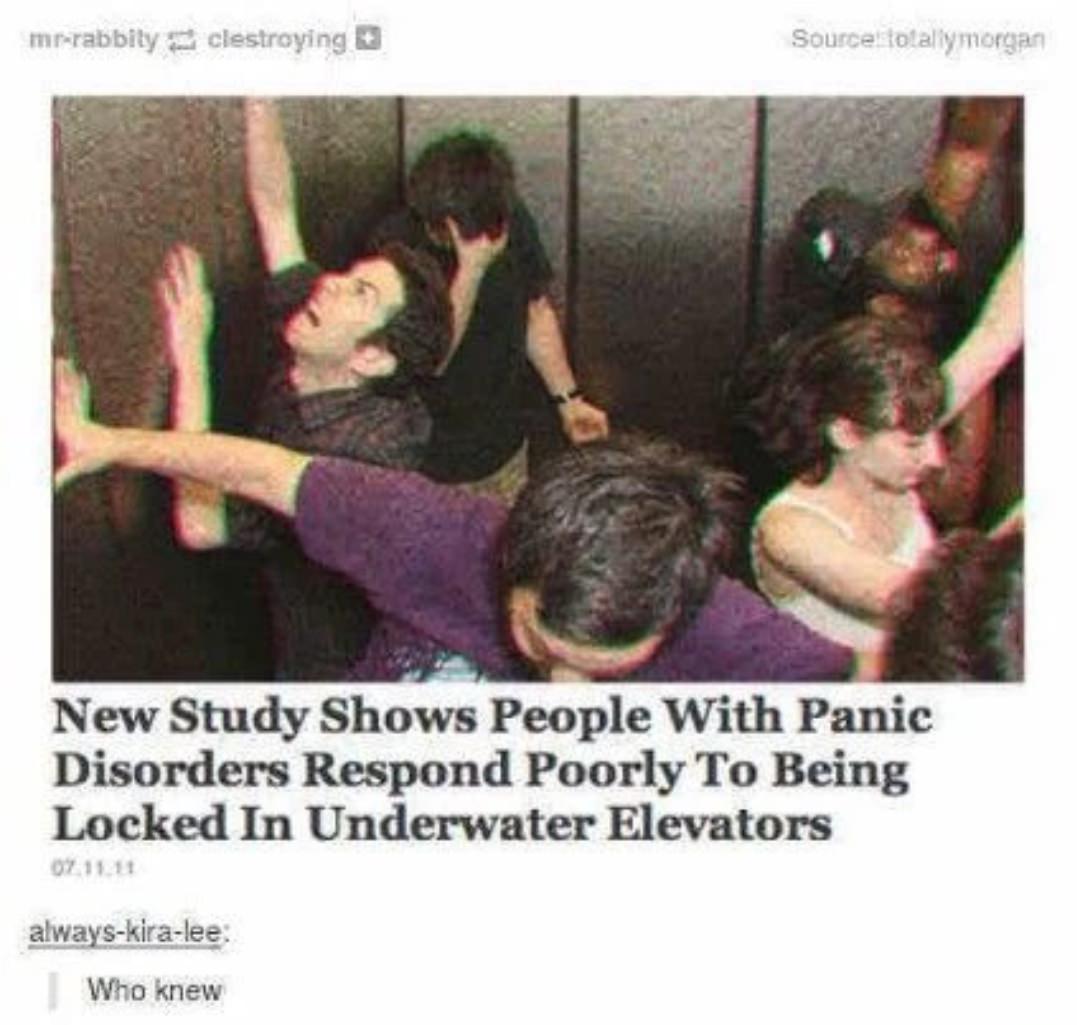 mr-rabbity clestroying
Source: totallymorgan
New Study Shows People With Panic
Disorders Respond Poorly To Being
Locked In Underwater Elevators
07.11.11
always-kira-lee:
Who knew